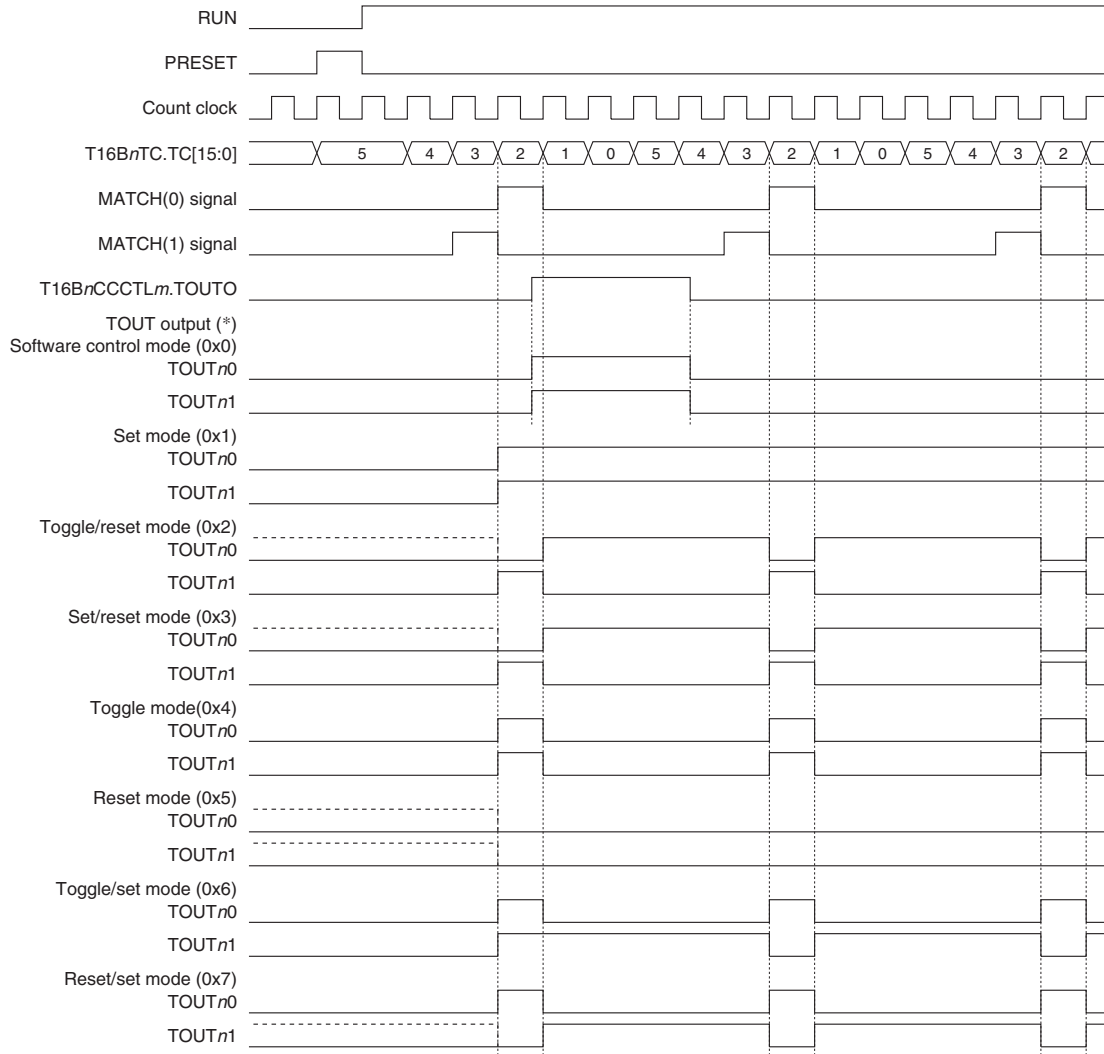 RUN
PRESET
Count clock
T16BnTC.TC[15:0] 5 4 3 2 1 0 5 4 3 2 1 0 5 4 3 2
MATCH(0) signal
MATCH(1) signal
T16BnCCCTLm.TOUTO
TOUT output (*)
Software control mode (0x0)
TOUTn0
TOUTn1
Set mode (0x1)
TOUTn0
TOUTn1
Toggle/reset mode (0x2)
TOUTn0
TOUTn1
Set/reset mode (0x3)
TOUTn0
TOUTn1
Toggle mode(0x4)
TOUTn0
TOUTn1
Reset mode (0x5)
TOUTn0
TOUTn1
Toggle/set mode (0x6)
TOUTn0
TOUTn1
Reset/set mode (0x7)
TOUTn0
TOUTn1